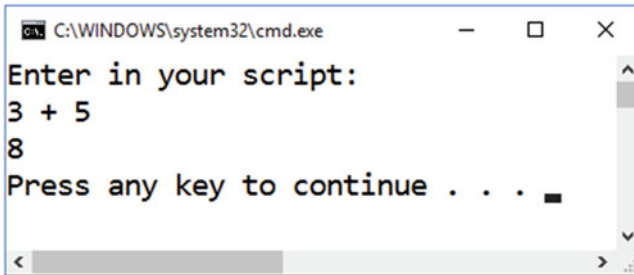 C:\WINDOWS\system32\cmd.exe
Enter in your script:
3 + 5
8
Press any key to continue . . .